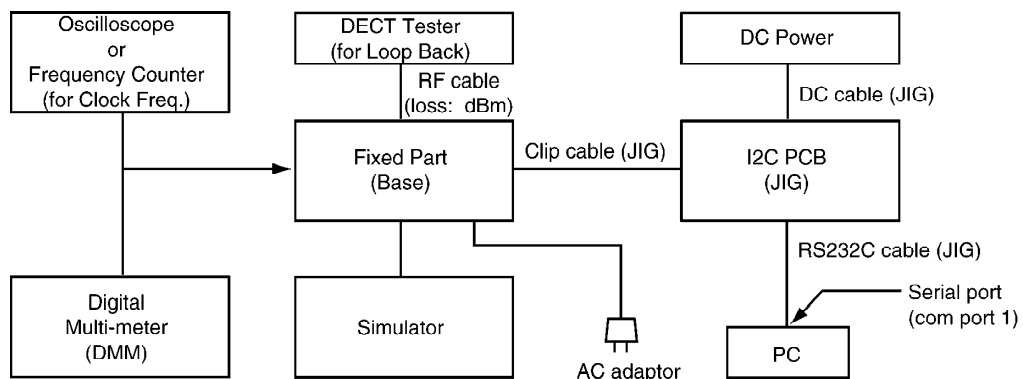 Oscilloscope
or
Frequency Counter
(for Clock Freq.)
DECT Tester
(for Loop Back)
RF cable
(loss:  dBm)
DC Power
DC cable (JIG)
Fixed Part
(Base)
Clip cable (JIG)
I2C PCB
(JIG)
RS232C cable (JIG)
Digital
Multi-meter
(DMM)
Simulator
AC adaptor
Serial port
(com port 1)
PC